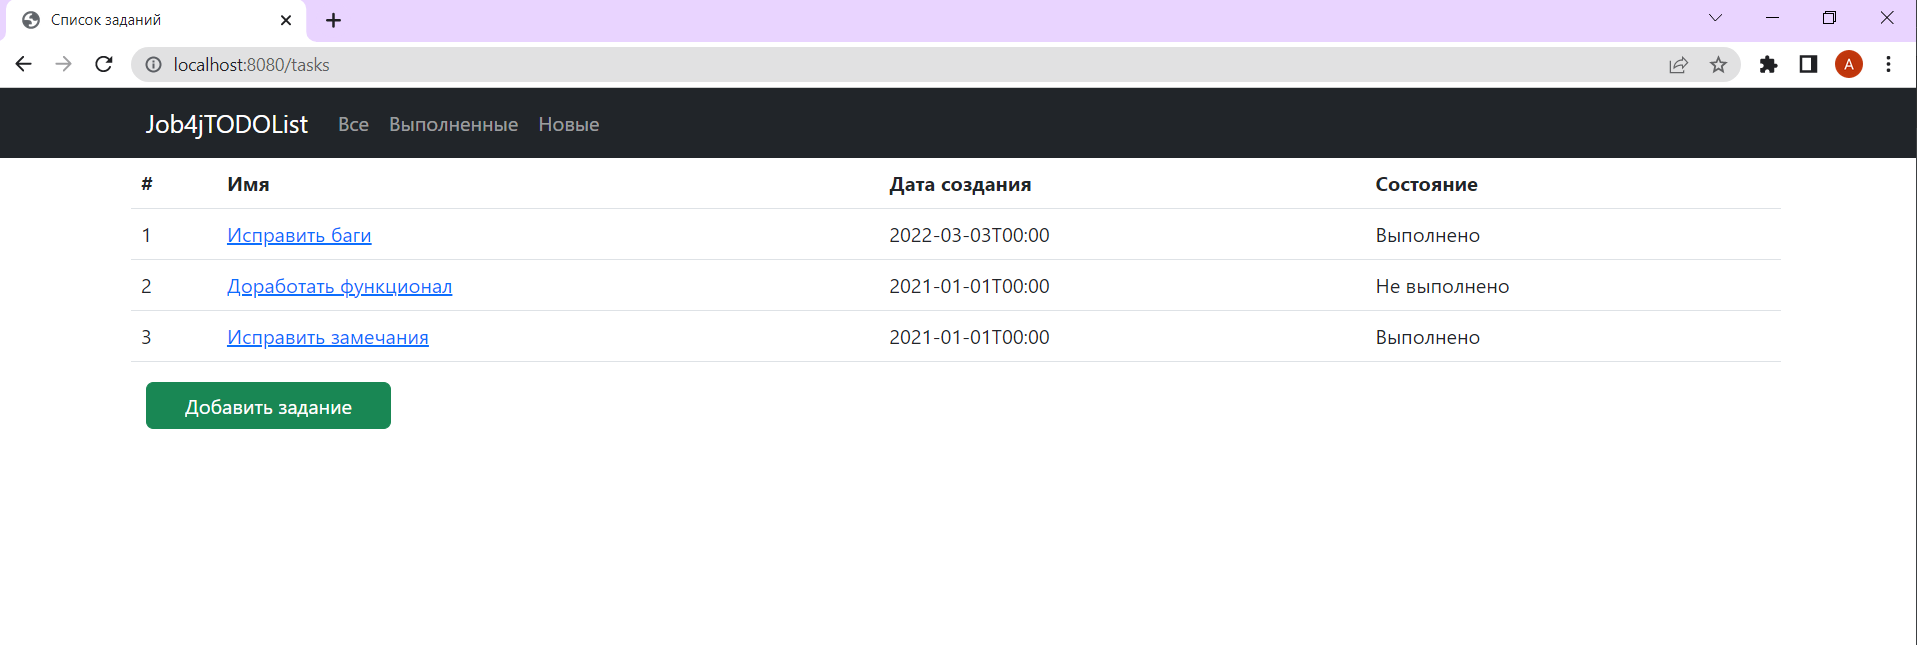 Список заданий
localhost:8080/tasks
A
Job4jTODOList Все Выполненные Новые
# Имя Дата создания Состояние
1 Исправить баги 2022-03-03T00:00 Выполнено
2 Доработать функционал 2021-01-01T00:00 Не выполнено
3 Исправить замечания 2021-01-01T00:00 Выполнено
Добавить задание